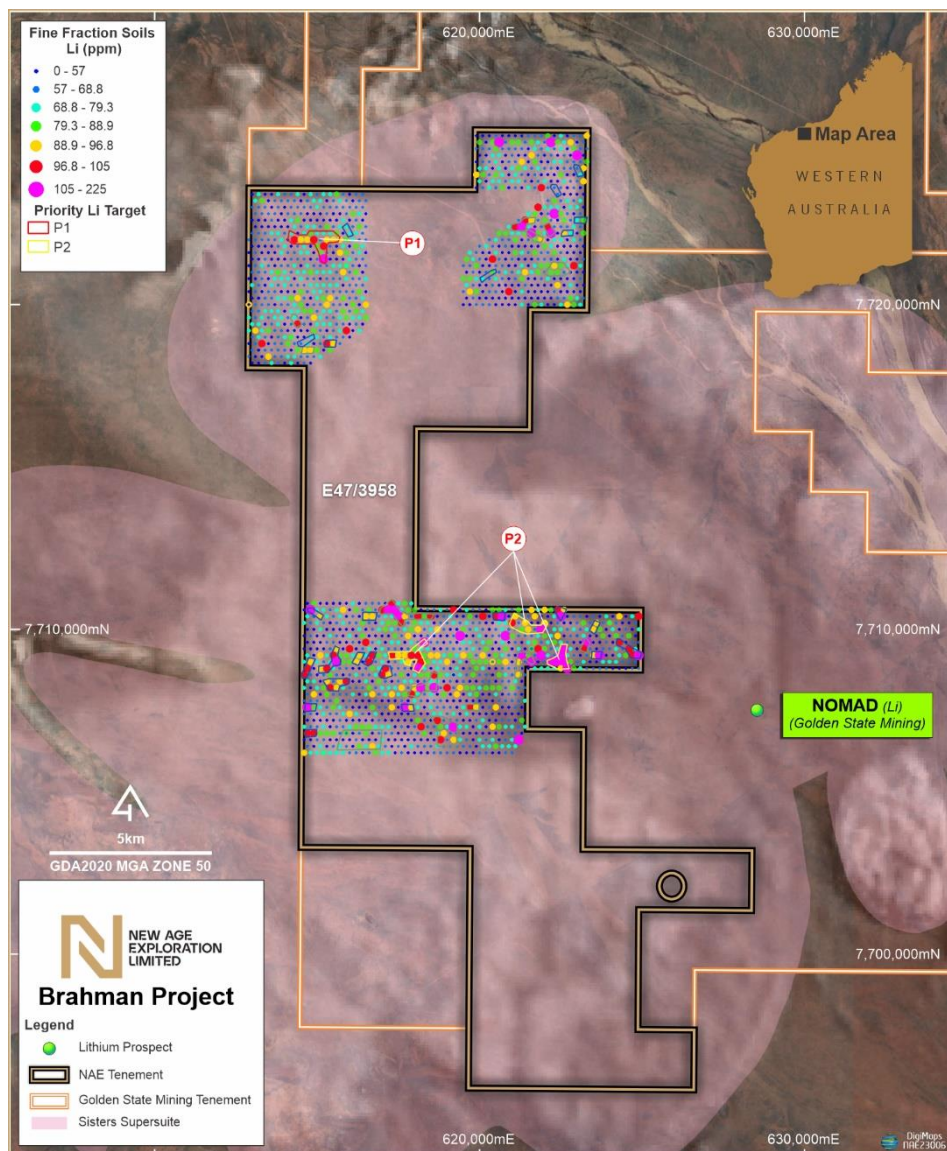 Fine Fraction Soils
Li (ppm)
0 - 57
57 - 68.8
68.8 - 79.3
79.3 - 88.9
88.9 - 96.8
96.8 - 105
105 - 225
Priority Li Target
P1
P2
620,000mE
630,000mE
Map Area
WESTERN
AUSTRALIA
P1
7,720,000mN
E47/3958
P2
7,710,000mN
7,710,000mN
NOMAD (Li)
(Golden State Mining)
5km
GDA2020 MGA ZONE 50
NEW AGE
EXPLORATION
LIMITED
Brahman Project
Legend
Lithium Prospect
NAE Tenement
Golden State Mining Tenement
Sisters Supersuite
7,700,000mN
620,000mE
630,000mE
DigiMaps
NAE23006